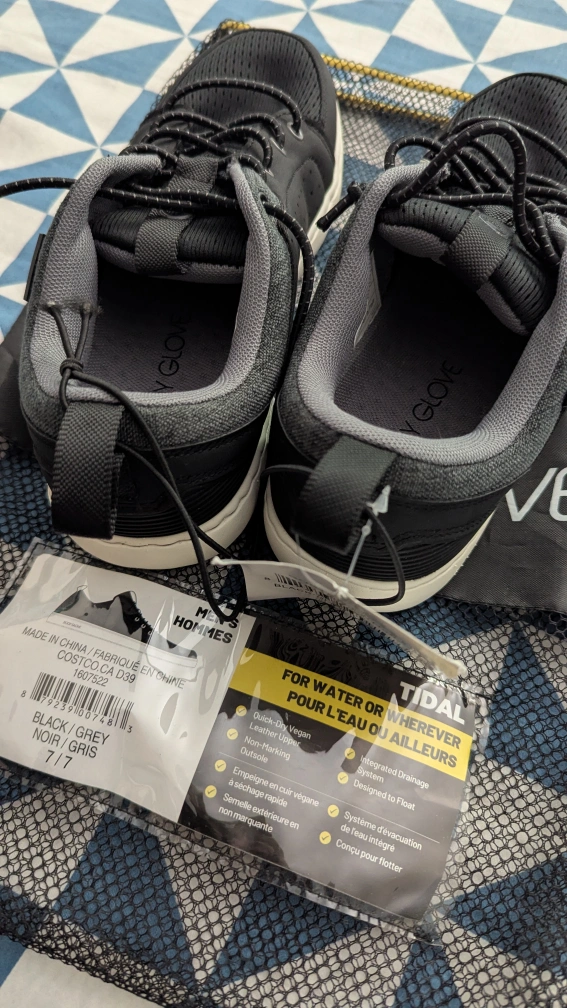 Y GLOVE
Y GLOVE
MEN'S
HOMMES
MADE IN CHINA / FABRIQUÉ EN CHINE
COSTCO.CA D39
1607522
BLACK / GREY
NOIR / GRIS
7 / 7
TIDAL
FOR WATER OR WHEREVER
POUR L'EAU OU AILLEURS
Quick-Dry Vegan
Leather Upper
Non-Marking
Outsole
Integrated Drainage
System
Designed to Float
Empeigne en cuir végane
à séchage rapide
Semelle extérieure en
non marquante
Système d'évacuation
de l'eau intégré
Conçu pour flotter